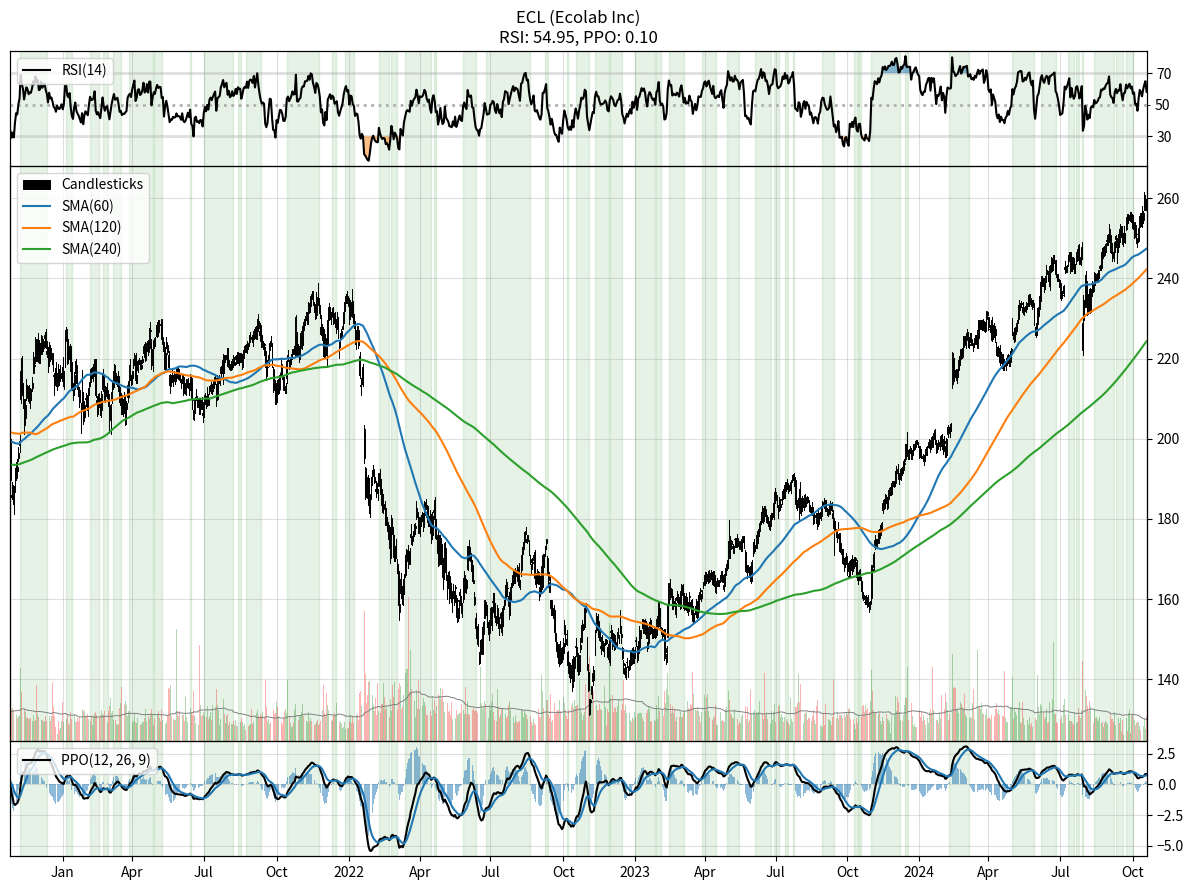 ECL (Ecolab Inc)
RSI: 54.95, PPO: 0.10
RSI(14)
70
50
30
Candlesticks
SMA(60)
SMA(120)
SMA(240)
260
240
220
200
180
160
140
PPO(12, 26, 9)
2.5
0.0
−2.5
−5.0
Jan Apr Jul Oct 2022 Apr Jul Oct 2023 Apr Jul Oct 2024 Apr Jul Oct